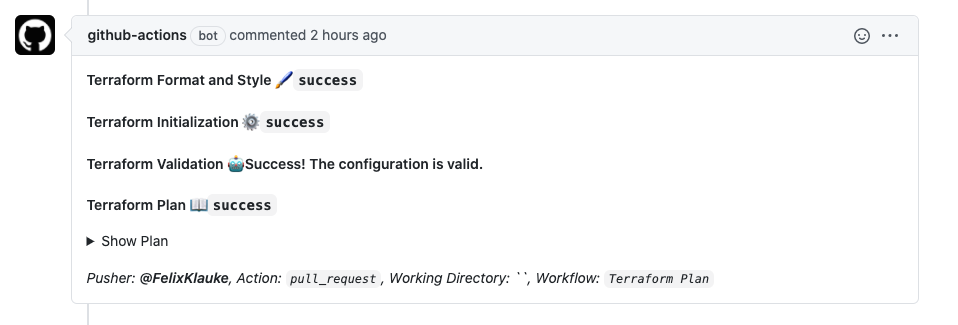 github-actions bot commented 2 hours ago
Terraform Format and Style 🖌️ success
Terraform Initialization ⚙️ success
Terraform Validation 🤖Success! The configuration is valid.
Terraform Plan 📖 success
▶ Show Plan
Pusher: @FelixKlauke, Action: pull_request, Working Directory: ``, Workflow: Terraform Plan